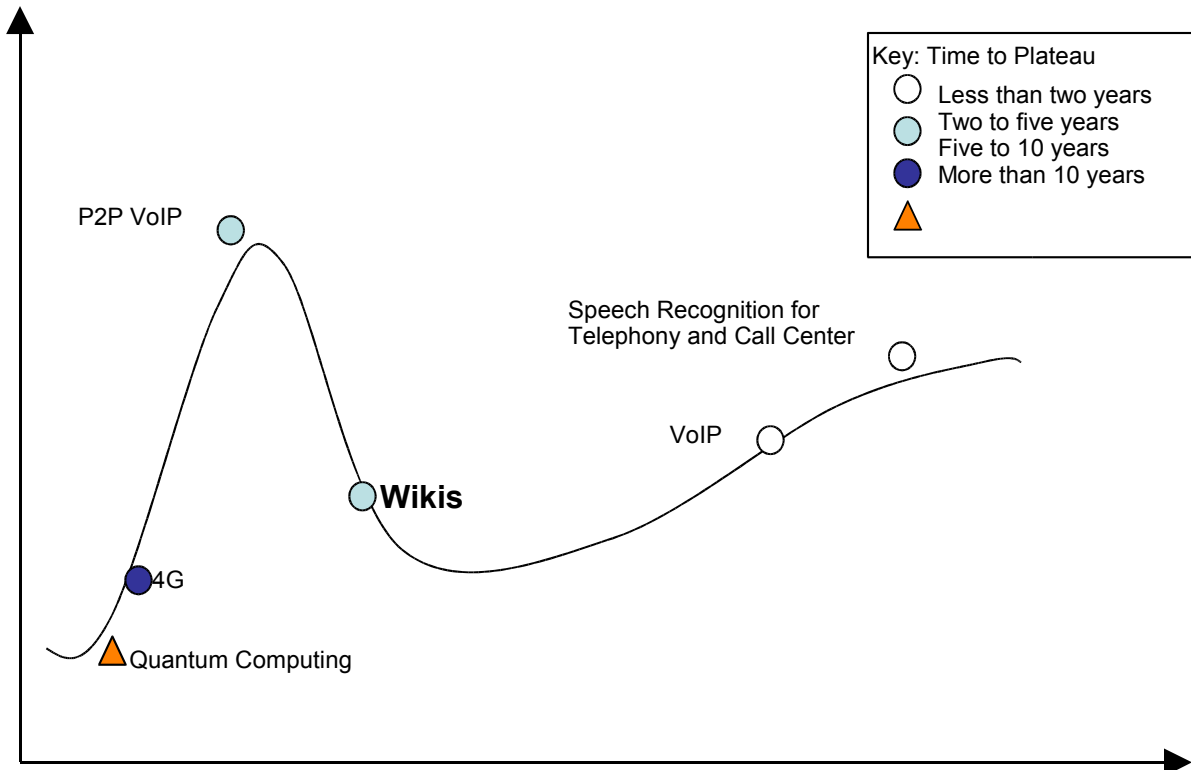 Key: Time to Plateau
Less than two years
Two to five years
Five to 10 years
More than 10 years
P2P VoIP
Speech Recognition for
Telephony and Call Center
VoIP
Wikis
4G
Quantum Computing